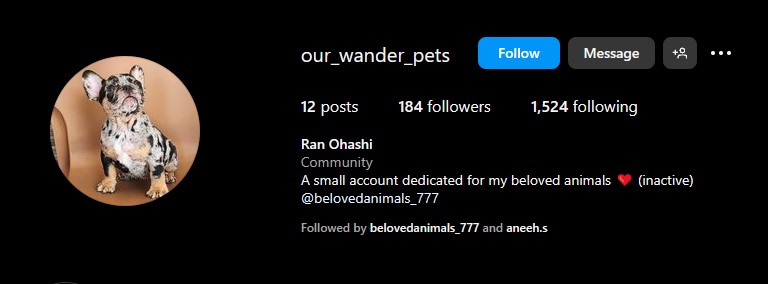 our_wander_pets Follow Message
12 posts 184 followers 1,524 following
Ran Ohashi
Community
A small account dedicated for my beloved animals ❤️ (inactive)
@belovedanimals_777
Followed by belovedanimals_777 and aneeh.s